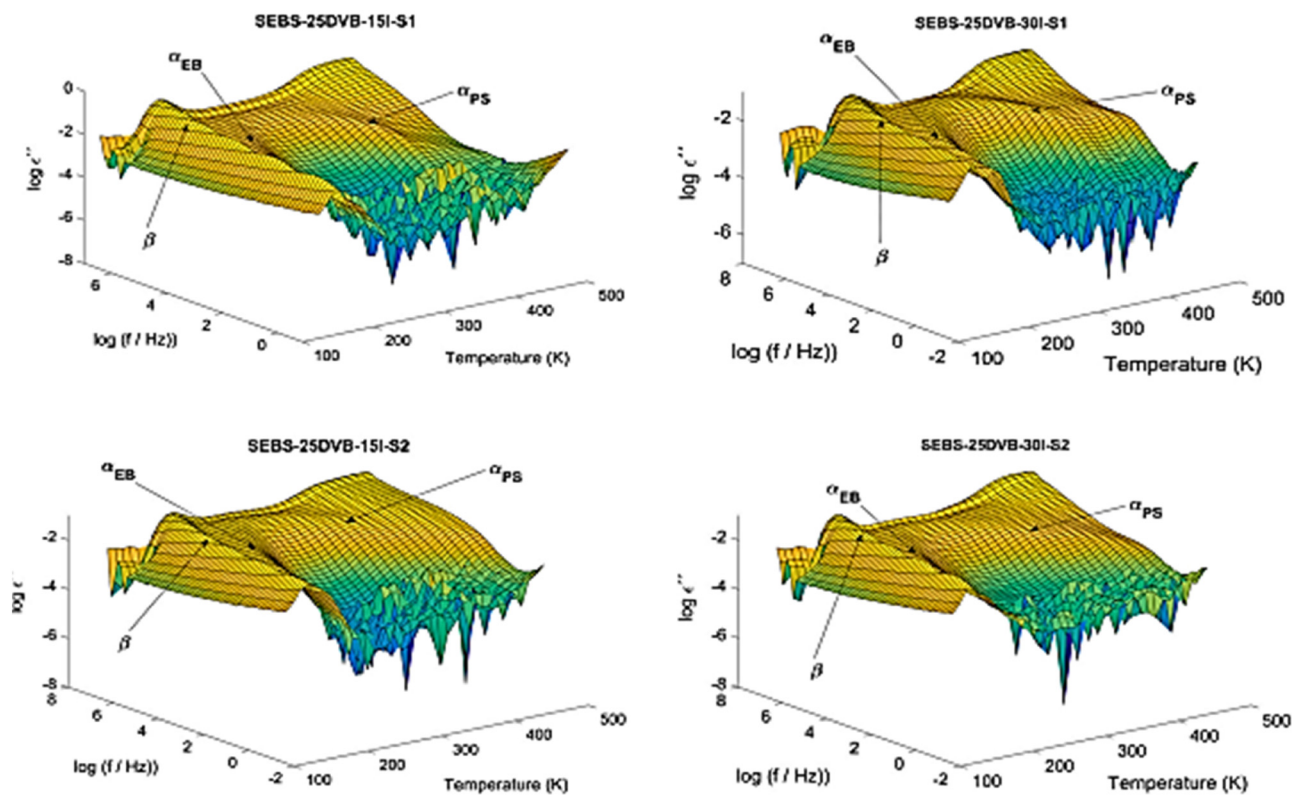 SEBS-25DVB-15I-S1
α_EB
α_PS
β
log ε´´
0
-2
-4
-6
-8
6
4
2
0
log (f / Hz))
100
200
300
400
500
Temperature (K)
SEBS-25DVB-30I-S1
α_EB
α_PS
β
log ε´´
-2
-4
-6
8
6
4
2
0
-2
log (f / Hz))
100
200
300
400
500
Temperature (K)
SEBS-25DVB-15I-S2
α_EB
α_PS
β
log ε
-2
-4
-6
-8
8
6
4
2
0
-2
log (f / Hz))
100
200
300
400
500
Temperature (K)
SEBS-25DVB-30I-S2
α_EB
α_PS
β
log ε´´
-2
-4
-6
-8
8
6
4
2
0
-2
log (f / Hz))
100
200
300
400
500
Temperature (K)